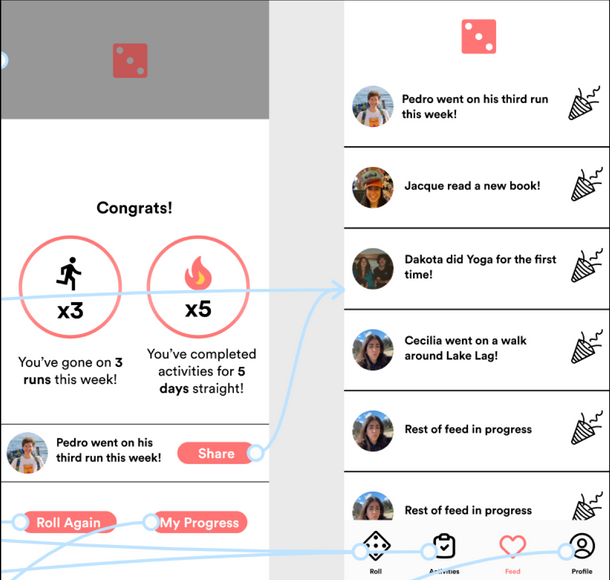 Congrats!
x3
x5
You've gone on 3
runs this week!
You've completed
activities for 5
days straight!
Pedro went on his
third run this week!
Share
Roll Again
My Progress
Pedro went on his third run
this week!
Jacque read a new book!
Dakota did Yoga for the first
time!
Cecilia went on a walk
around Lake Lag!
Rest of feed in progress
Rest of feed in progress
Roll
Activities
Feed
Profile